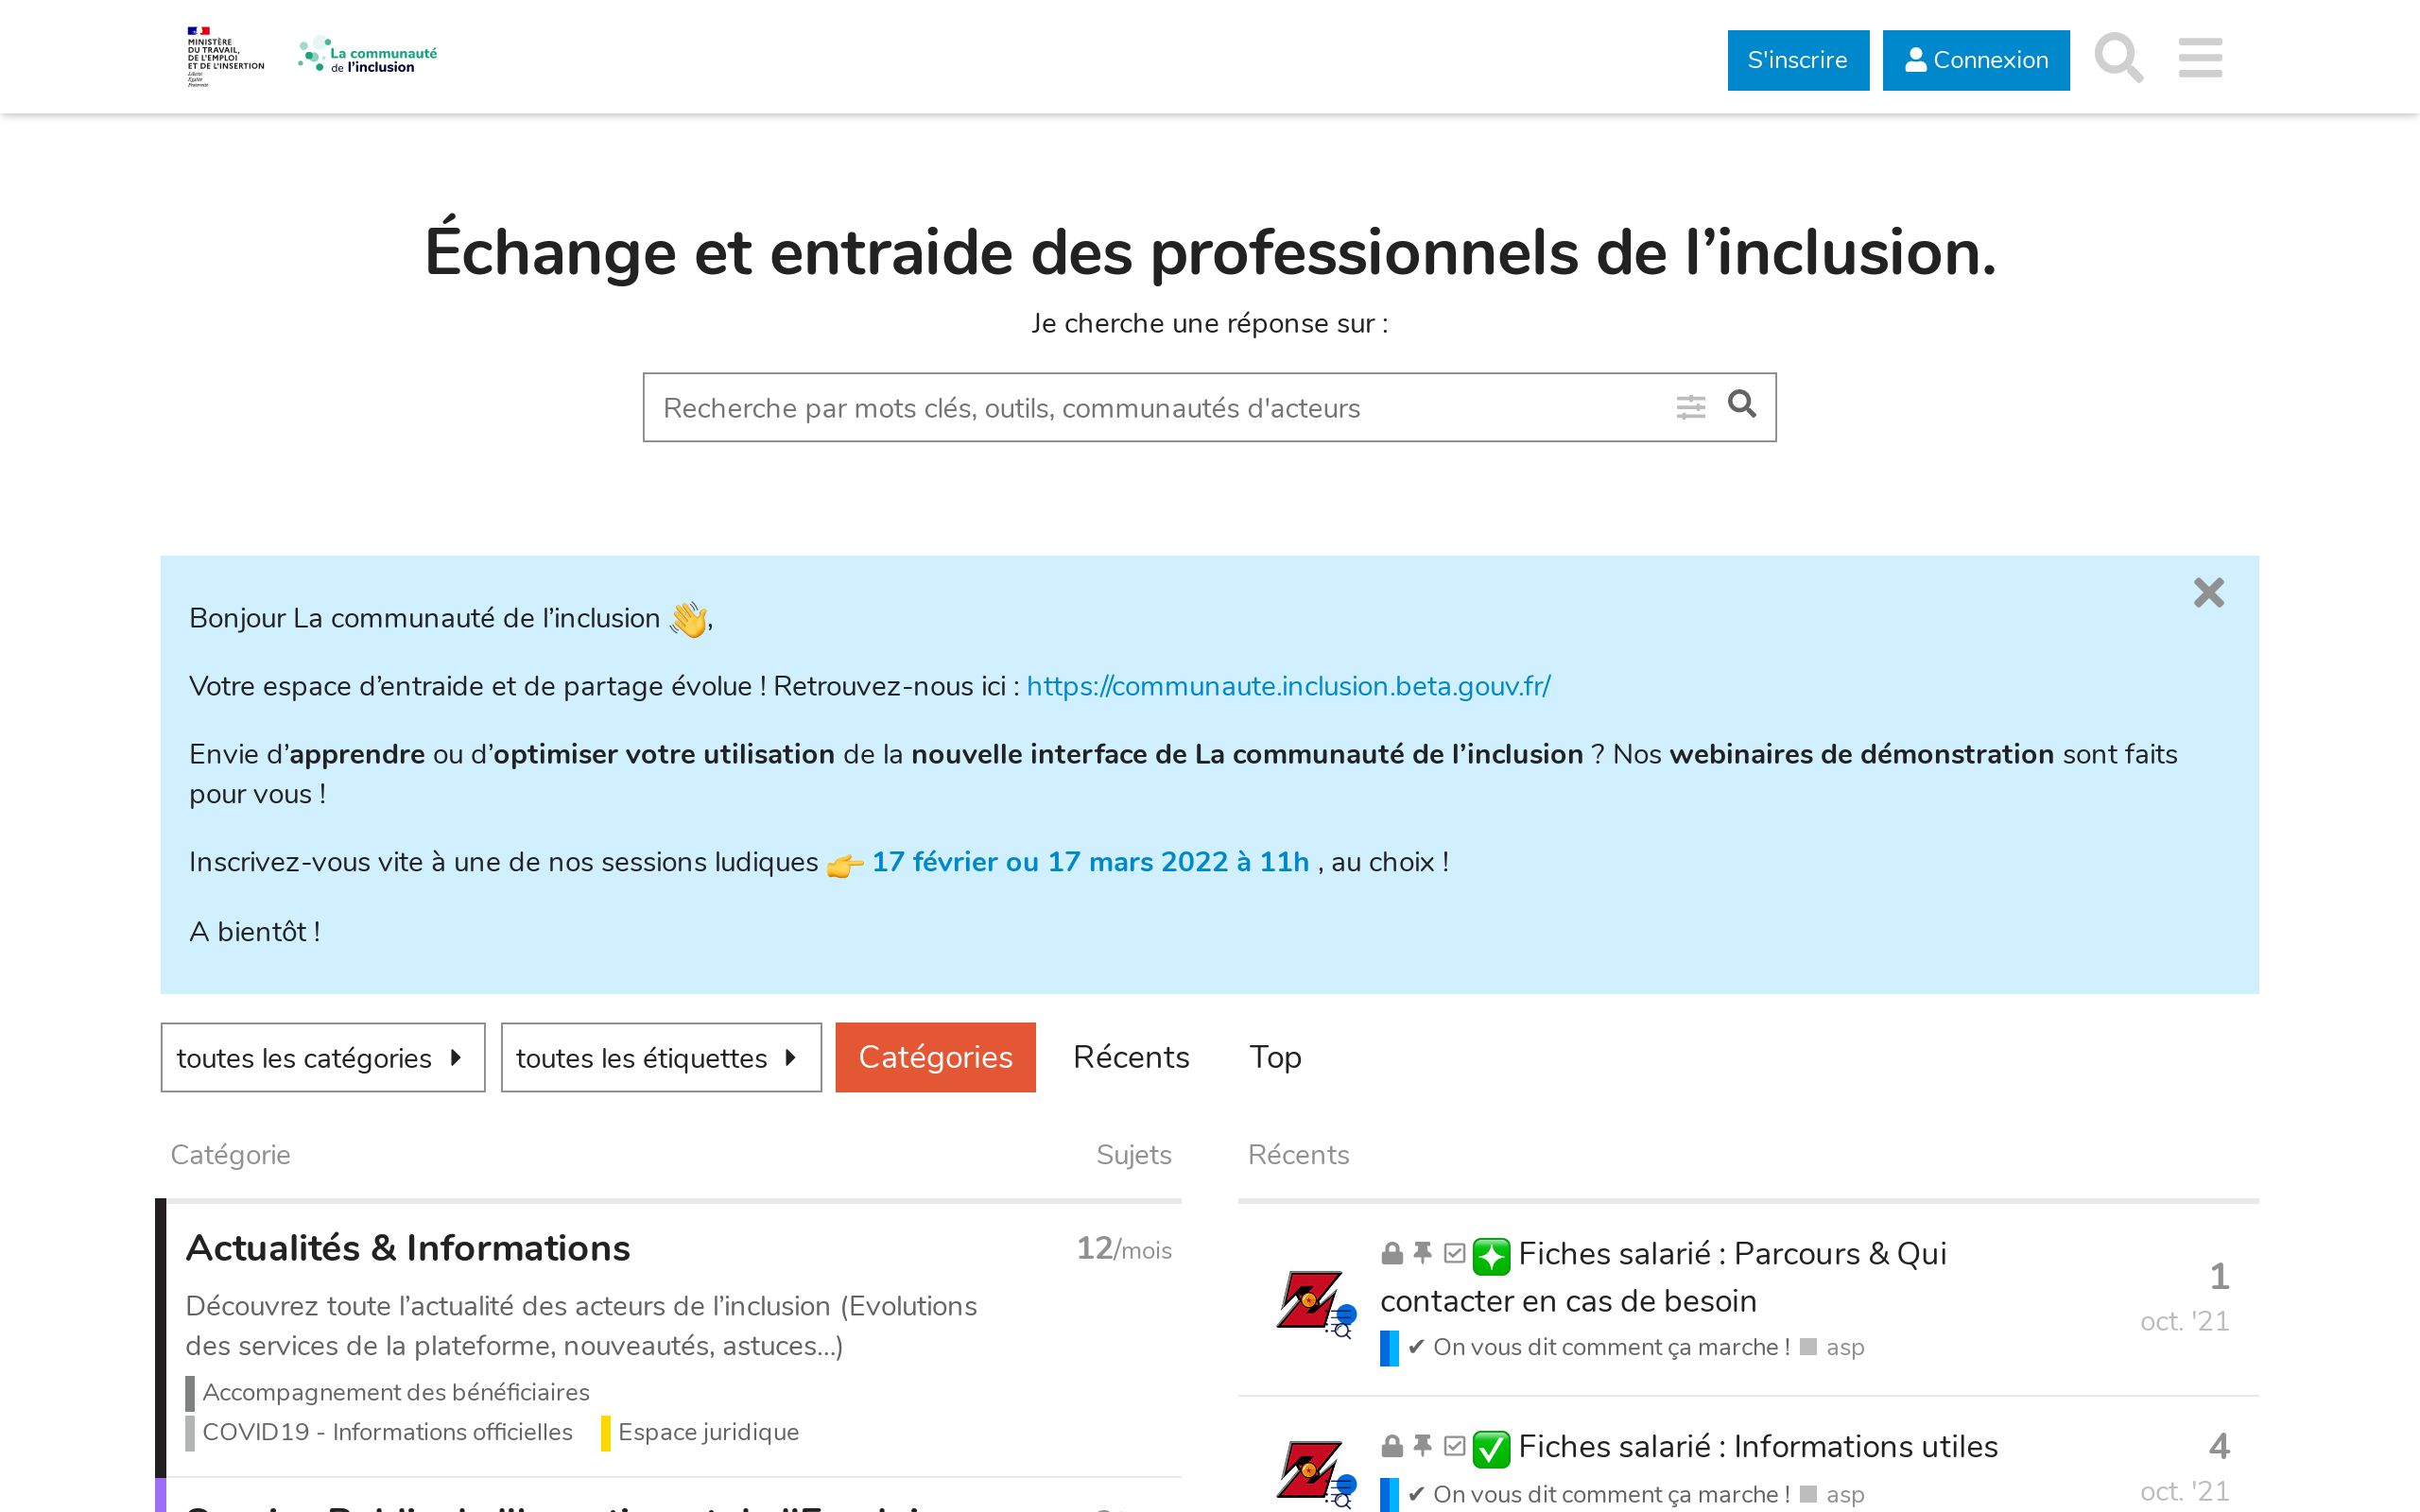 MINISTÈRE
DU TRAVAIL,
DE L'EMPLOI
ET DE L'INSERTION
Liberté
Égalité
Fraternité
La communauté
de l'inclusion
S'inscrire
Connexion
Échange et entraide des professionnels de l’inclusion.
Je cherche une réponse sur :
Recherche par mots clés, outils, communautés d'acteurs
Bonjour La communauté de l’inclusion 👋,
Votre espace d’entraide et de partage évolue ! Retrouvez-nous ici : https://communaute.inclusion.beta.gouv.fr/
Envie d’apprendre ou d’optimiser votre utilisation de la nouvelle interface de La communauté de l’inclusion ? Nos webinaires de démonstration sont faits
pour vous !
Inscrivez-vous vite à une de nos sessions ludiques 👉 17 février ou 17 mars 2022 à 11h , au choix !
A bientôt !
toutes les catégories
toutes les étiquettes
Catégories
Récents
Top
Catégorie
Sujets
Actualités & Informations
12/mois
Découvrez toute l’actualité des acteurs de l’inclusion (Evolutions
des services de la plateforme, nouveautés, astuces…)
Accompagnement des bénéficiaires
COVID19 - Informations officielles
Espace juridique
Récents
Fiches salarié : Parcours & Qui
contacter en cas de besoin
✔ On vous dit comment ça marche !
asp
1
oct. '21
Fiches salarié : Informations utiles
✔ On vous dit comment ça marche !
asp
4
oct. '21